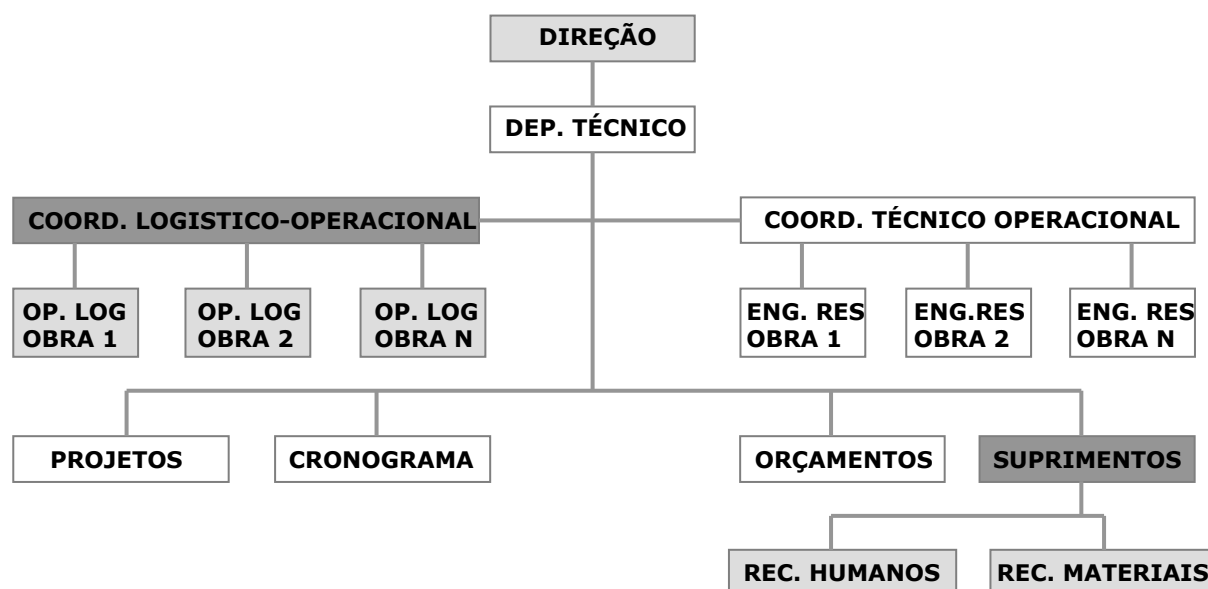 DIREÇÃO
DEP. TÉCNICO
COORD. LOGISTICO-OPERACIONAL
COORD. TÉCNICO OPERACIONAL
OP. LOG
OBRA 1
OP. LOG
OBRA 2
OP. LOG
OBRA N
ENG. RES
OBRA 1
ENG.RES
OBRA 2
ENG. RES
OBRA N
PROJETOS
CRONOGRAMA
ORÇAMENTOS
SUPRIMENTOS
REC. HUMANOS
REC. MATERIAIS